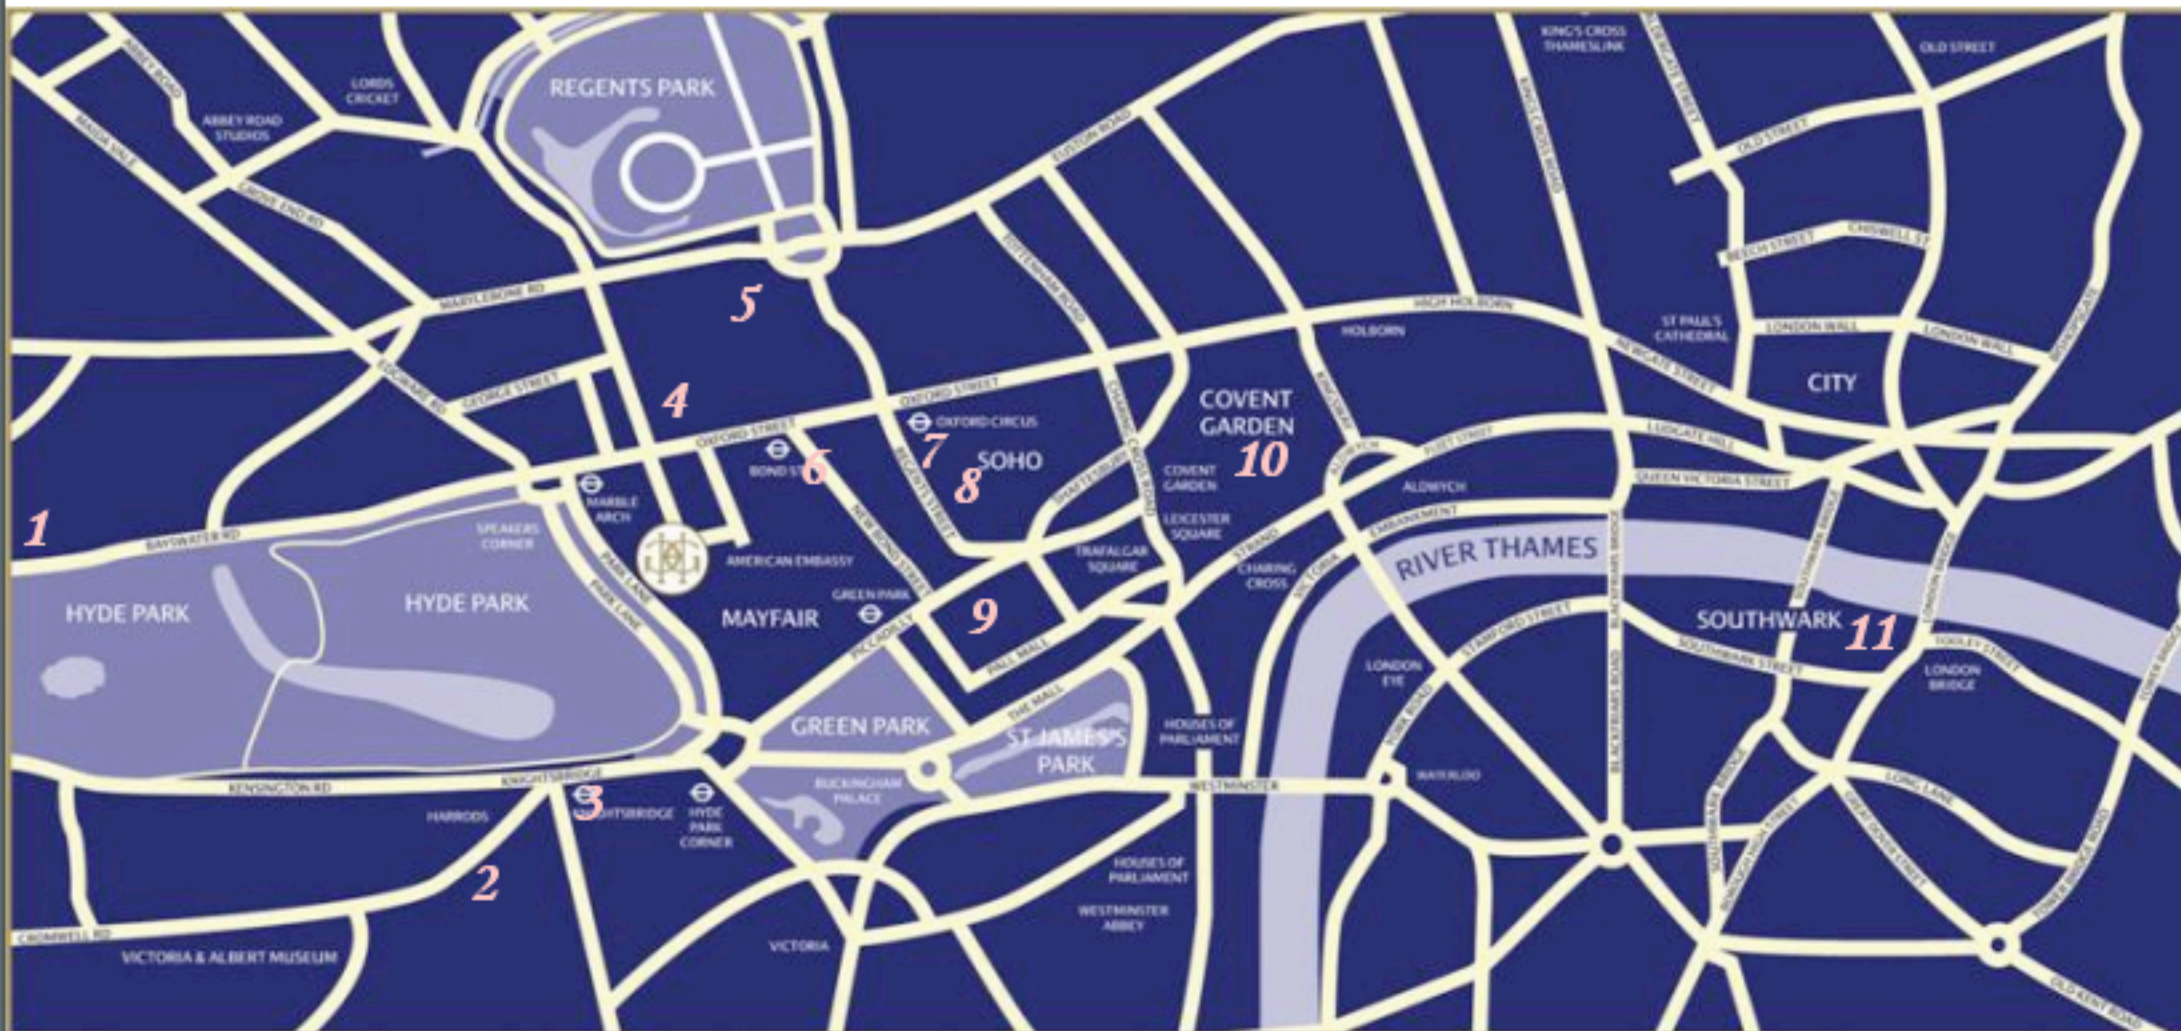 ABBEY ROAD
LORDS
CRICKET
ABBEY ROAD
STUDIOS
MAIDA VALE
GROVE END RD
REGENTS PARK
EUSTON ROAD
KING'S CROSS
THAMESLINK
KINGS CROSS ROAD
OLD STREET
OLD STREET
BEECH STREET
CHISWELL ST
MARYLEBONE RD
5
TOTTENHAM ROAD
HIGH HOLBORN
HOLBORN
ST PAUL'S
CATHEDRAL
LONDON WALL
LONDON WALL
NEWGATE STREET
CITY
EDGWARE RD
GEORGE STREET
4
OXFORD STREET
OXFORD STREET
OXFORD CIRCUS
BOND ST
6
7
SOHO
8
REGENTS STREET
CHARING CROSS ROAD
COVENT
GARDEN
10
COVENT
GARDEN
KINGSWAY
ALDWYCH
FLEET STREET
LUDGATE HILL
QUEEN VICTORIA STREET
ALDWYCH
1
BAYSWATER RD
SPEAKERS
CORNER
MARBLE
ARCH
AMERICAN EMBASSY
NEW BOND STREET
LEICESTER
SQUARE
TRAFALGAR
SQUARE
STRAND
CHARING
CROSS
VICTORIA
EMBANKMENT
RIVER THAMES
BLACKFRIARS BRIDGE
SOUTHWARK BRIDGE
LONDON BRIDGE
HYDE PARK
HYDE PARK
PARK LANE
PARK LANE
MAYFAIR
GREEN PARK
PICCADILLY
9
PALL MALL
STAMFORD STREET
SOUTHWARK
11
SOUTHWARK STREET
TOOLEY STREET
LONDON
BRIDGE
LONDON
EYE
YORK ROAD
BLACKFRIARS ROAD
GREEN PARK
THE MALL
ST JAMES'S
PARK
HOUSES OF
PARLIAMENT
KENSINGTON RD
KNIGHTSBRIDGE
BUCKINGHAM
PALACE
WESTMINSTER
WATERLOO
HARRODS
3
KNIGHTSBRIDGE
HYDE
PARK
CORNER
SOUTHWARK BRIDGE
BOROUGH HIGH STREET
LONG LANE
GREAT DOVER STREET
TOWER BRIDGE ROAD
2
HOUSES OF
PARLIAMENT
WESTMINSTER
ABBEY
CROMWELL RD
VICTORIA & ALBERT MUSEUM
VICTORIA
OLD KENT ROAD